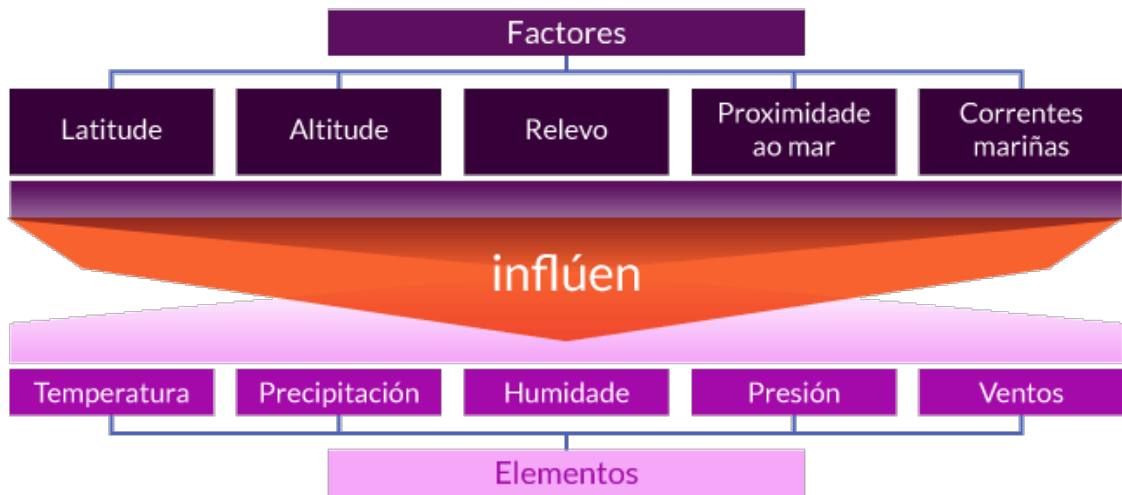 Factores
Latitude
Altitude
Relevo
Proximidade
ao mar
Correntes
mariñas
inflúen
Temperatura
Precipitación
Humidade
Presión
Ventos
Elementos